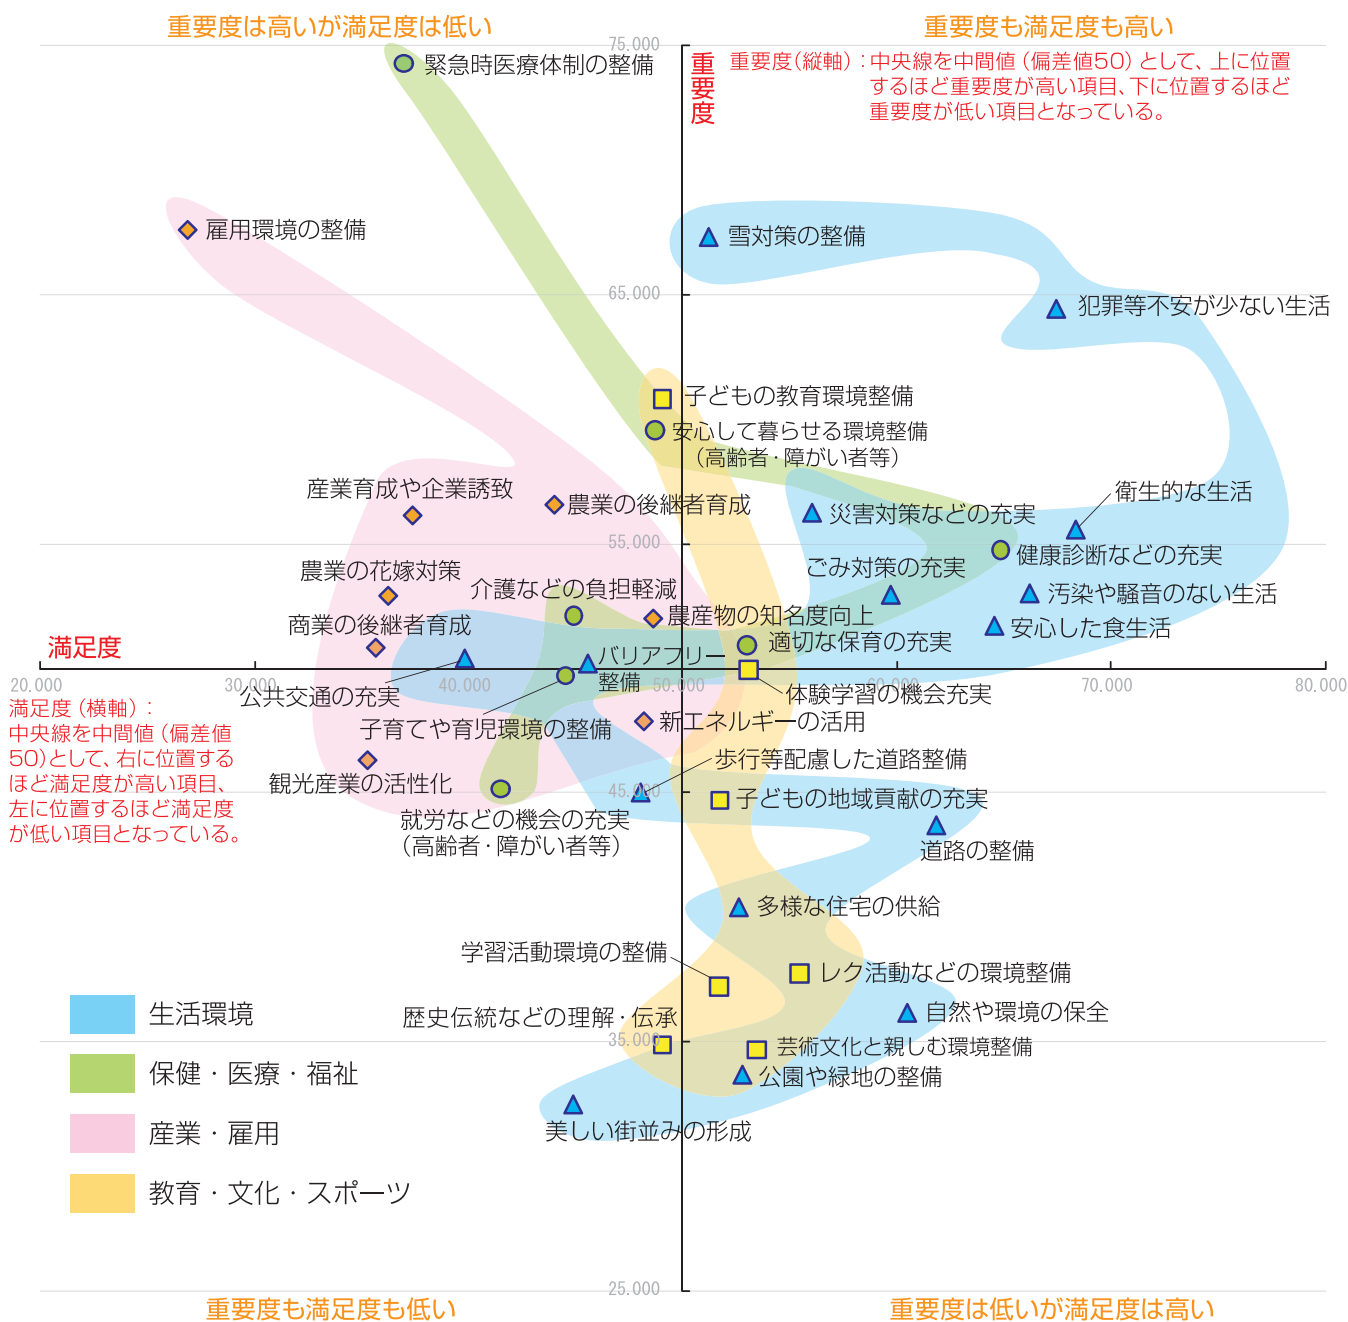 重要度は高いが満足度は低い
重要度も満足度も高い
75.000
重要度
重要度（縦軸）：中央線を中間値（偏差値50）として、上に位置
するほど重要度が高い項目、下に位置するほど
重要度が低い項目となっている。
緊急時医療体制の整備
雇用環境の整備
雪対策の整備
65.000
犯罪等不安が少ない生活
子どもの教育環境整備
安心して暮らせる環境整備
（高齢者・障がい者等）
産業育成や企業誘致
農業の後継者育成
衛生的な生活
災害対策などの充実
55.000
健康診断などの充実
農業の花嫁対策
ごみ対策の充実
介護などの負担軽減
汚染や騒音のない生活
農産物の知名度向上
商業の後継者育成
安心した食生活
適切な保育の充実
満足度
バリアフリー
整備
20.000
30.000
40.000
60.000
60.000
70.000
80.000
公共交通の充実
体験学習の機会充実
満足度（横軸）：
中央線を中間値（偏差値
50）として、右に位置する
ほど満足度が高い項目、
左に位置するほど満足度
が低い項目となっている。
子育てや育児環境の整備
新エネルギーの活用
歩行等配慮した道路整備
観光産業の活性化
45.000
子どもの地域貢献の充実
就労などの機会の充実
（高齢者・障がい者等）
道路の整備
多様な住宅の供給
学習活動環境の整備
レク活動などの環境整備
歴史伝統などの理解・伝承
自然や環境の保全
35.000
芸術文化と親しむ環境整備
公園や緑地の整備
美しい街並みの形成
生活環境
保健・医療・福祉
産業・雇用
教育・文化・スポーツ
25.000
重要度も満足度も低い
重要度は低いが満足度は高い